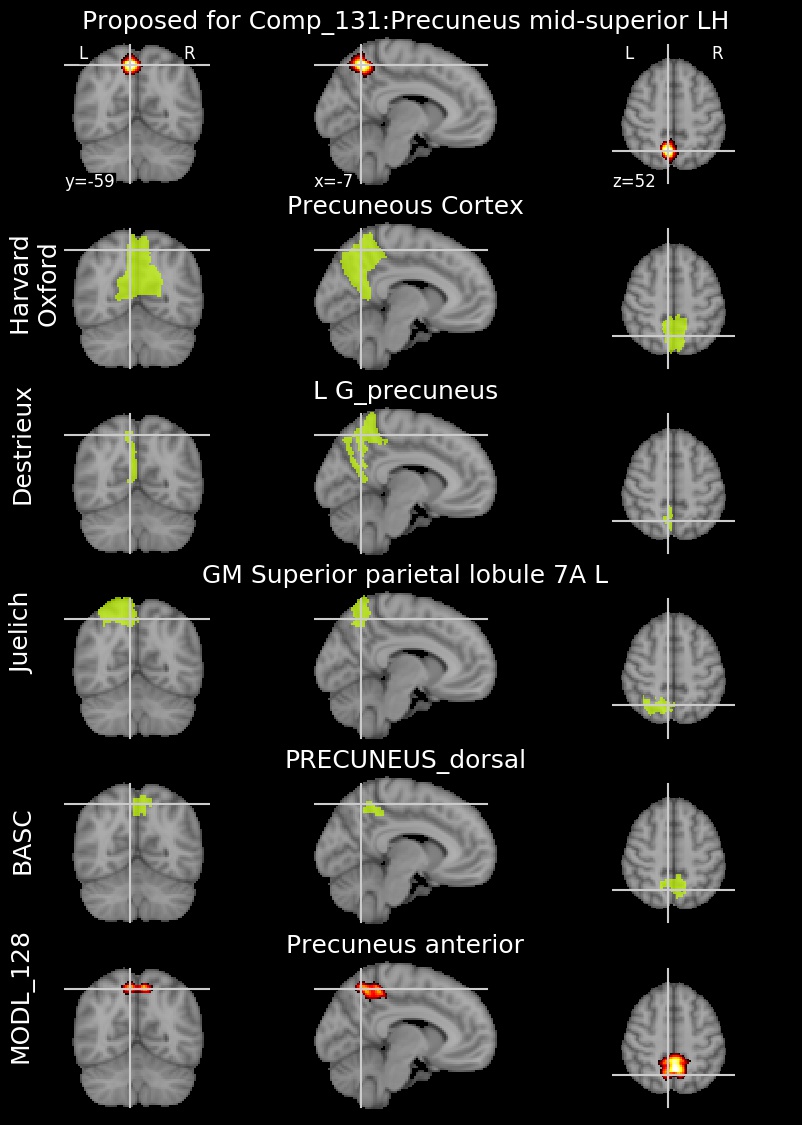 Proposed for Comp_131:Precuneus mid-superior LH
L R
L R
y=-59
x=-7
z=52
Precuneous Cortex
Harvard
Oxford
L G_precuneus
Destrieux
GM Superior parietal lobule 7A L
Juelich
PRECUNEUS_dorsal
BASC
Precuneus anterior
MODL_128